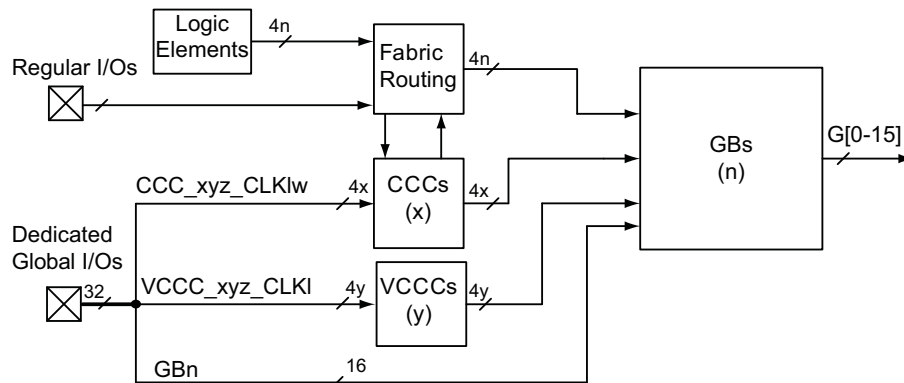 Logic
Elements
4n
Fabric
Routing
4n
Regular I/Os
GBs
(n)
G[0-15]
CCC_xyz_CLKIw
4x
CCCs
(x)
4x
Dedicated
Global I/Os
32
VCCC_xyz_CLKI
4y
VCCCs
(y)
4y
GBn
16